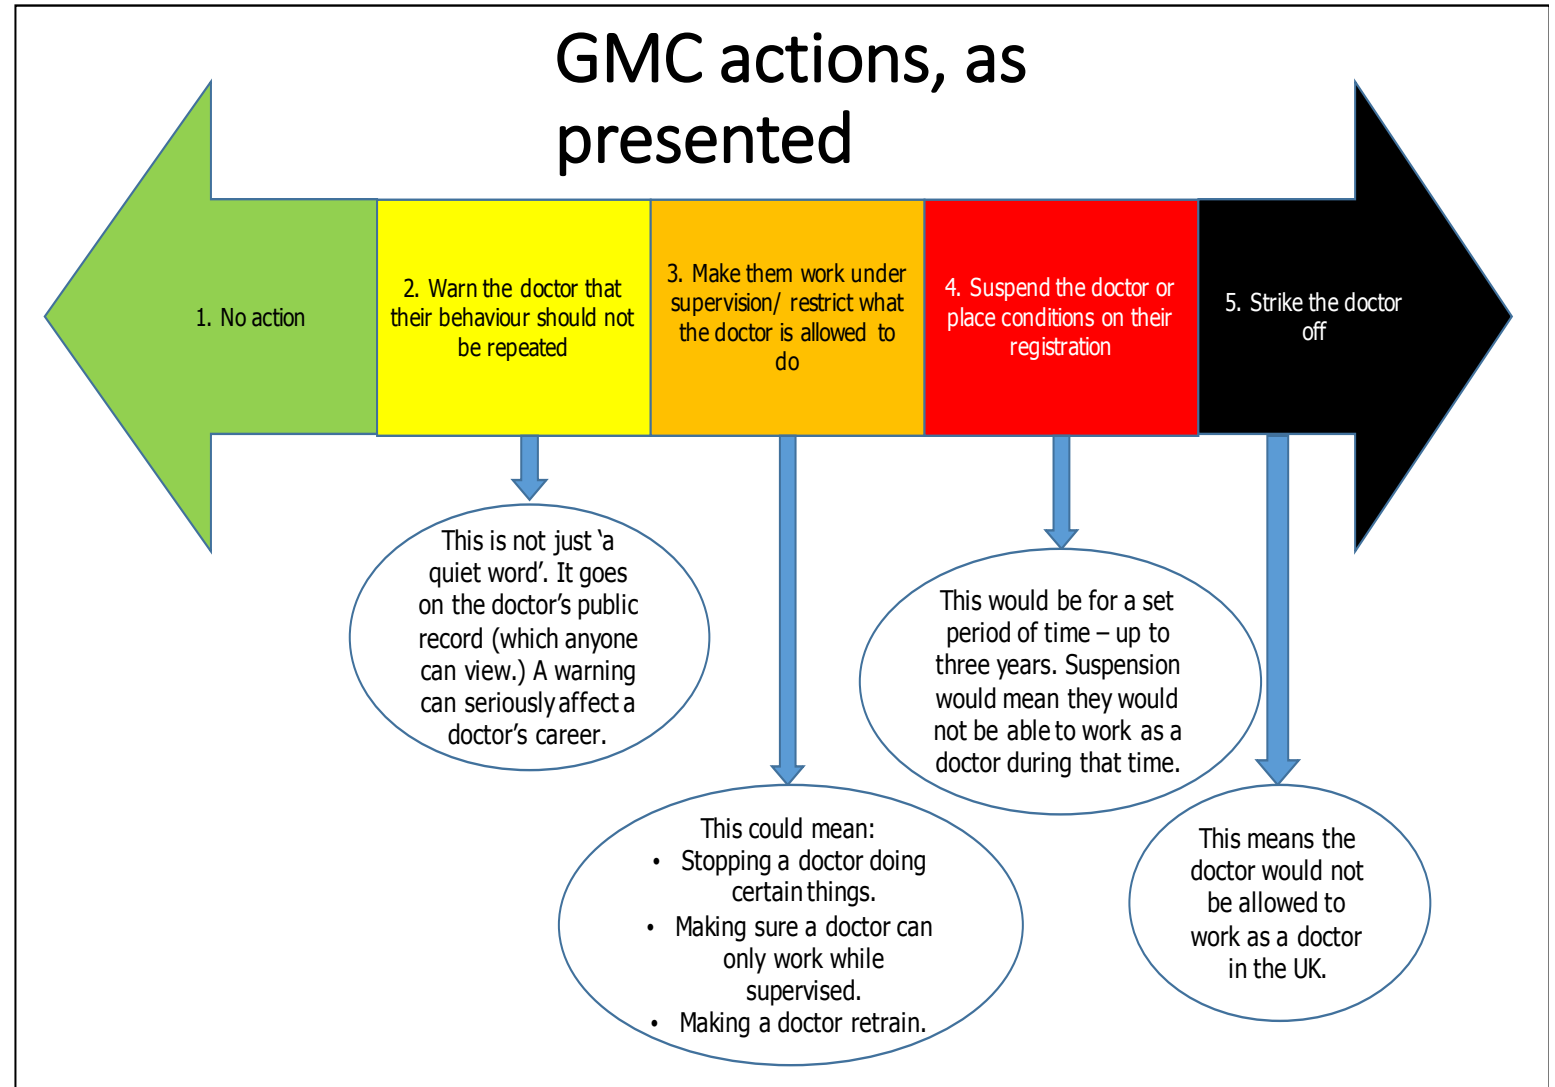 GMC actions, as
presented
1. No action
2. Warn the doctor that
their behaviour should not
be repeated
3. Make them work under
supervision/ restrict what
the doctor is allowed to
do
4. Suspend the doctor or
place conditions on their
registration
5. Strike the doctor
off
This is not just ‘a
quiet word’. It goes
on the doctor’s public
record (which anyone
can view.) A warning
can seriously affect a
doctor’s career.
This could mean:
• Stopping a doctor doing
certain things.
• Making sure a doctor can
only work while
supervised.
• Making a doctor retrain.
This would be for a set
period of time – up to
three years. Suspension
would mean they would
not be able to work as a
doctor during that time.
This means the
doctor would not
be allowed to
work as a doctor
in the UK.